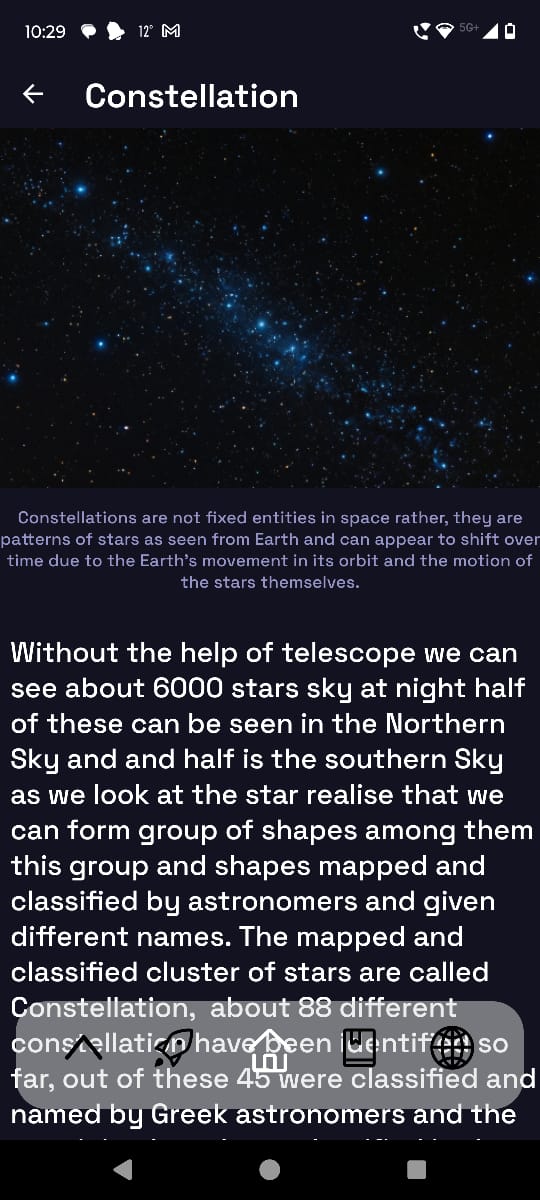 10:29 12° 5G+
Constellation
Constellations are not fixed entities in space rather, they are
patterns of stars as seen from Earth and can appear to shift over
time due to the Earth's movement in its orbit and the motion of
the stars themselves.
Without the help of telescope we can
see about 6000 stars sky at night half
of these can be seen in the Northern
Sky and and half is the southern Sky
as we look at the star realise that we
can form group of shapes among them
this group and shapes mapped and
classified by astronomers and given
different names. The mapped and
classified cluster of stars are called
Constellation, about 88 different
constellation have been identified so
far, out of these 45 were classified and
named by Greek astronomers and the